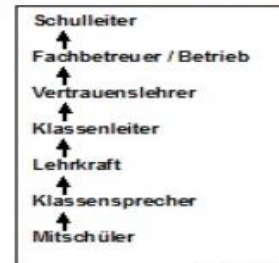 Schulleiter
Fachbetreuer / Betrieb
Vertrauenslehrer
Klassenleiter
Lehrkraft
Klassensprecher
Mitschüler